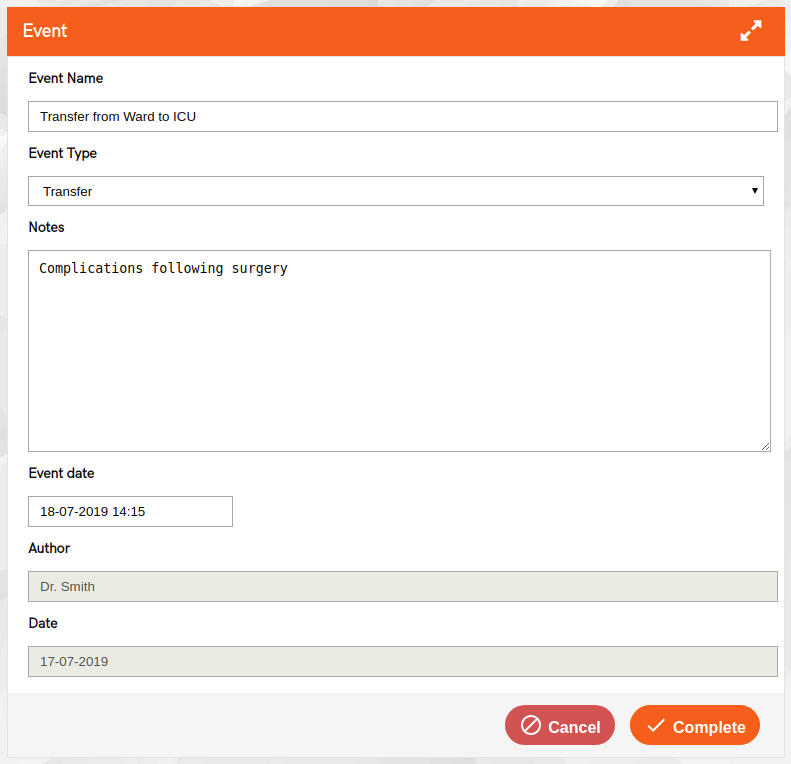 Event
Event Name
Transfer from Ward to ICU
Event Type
Transfer
Notes
Complications following surgery
Event date
18-07-2019 14:15
Author
Dr. Smith
Date
17-07-2019
Cancel
Complete